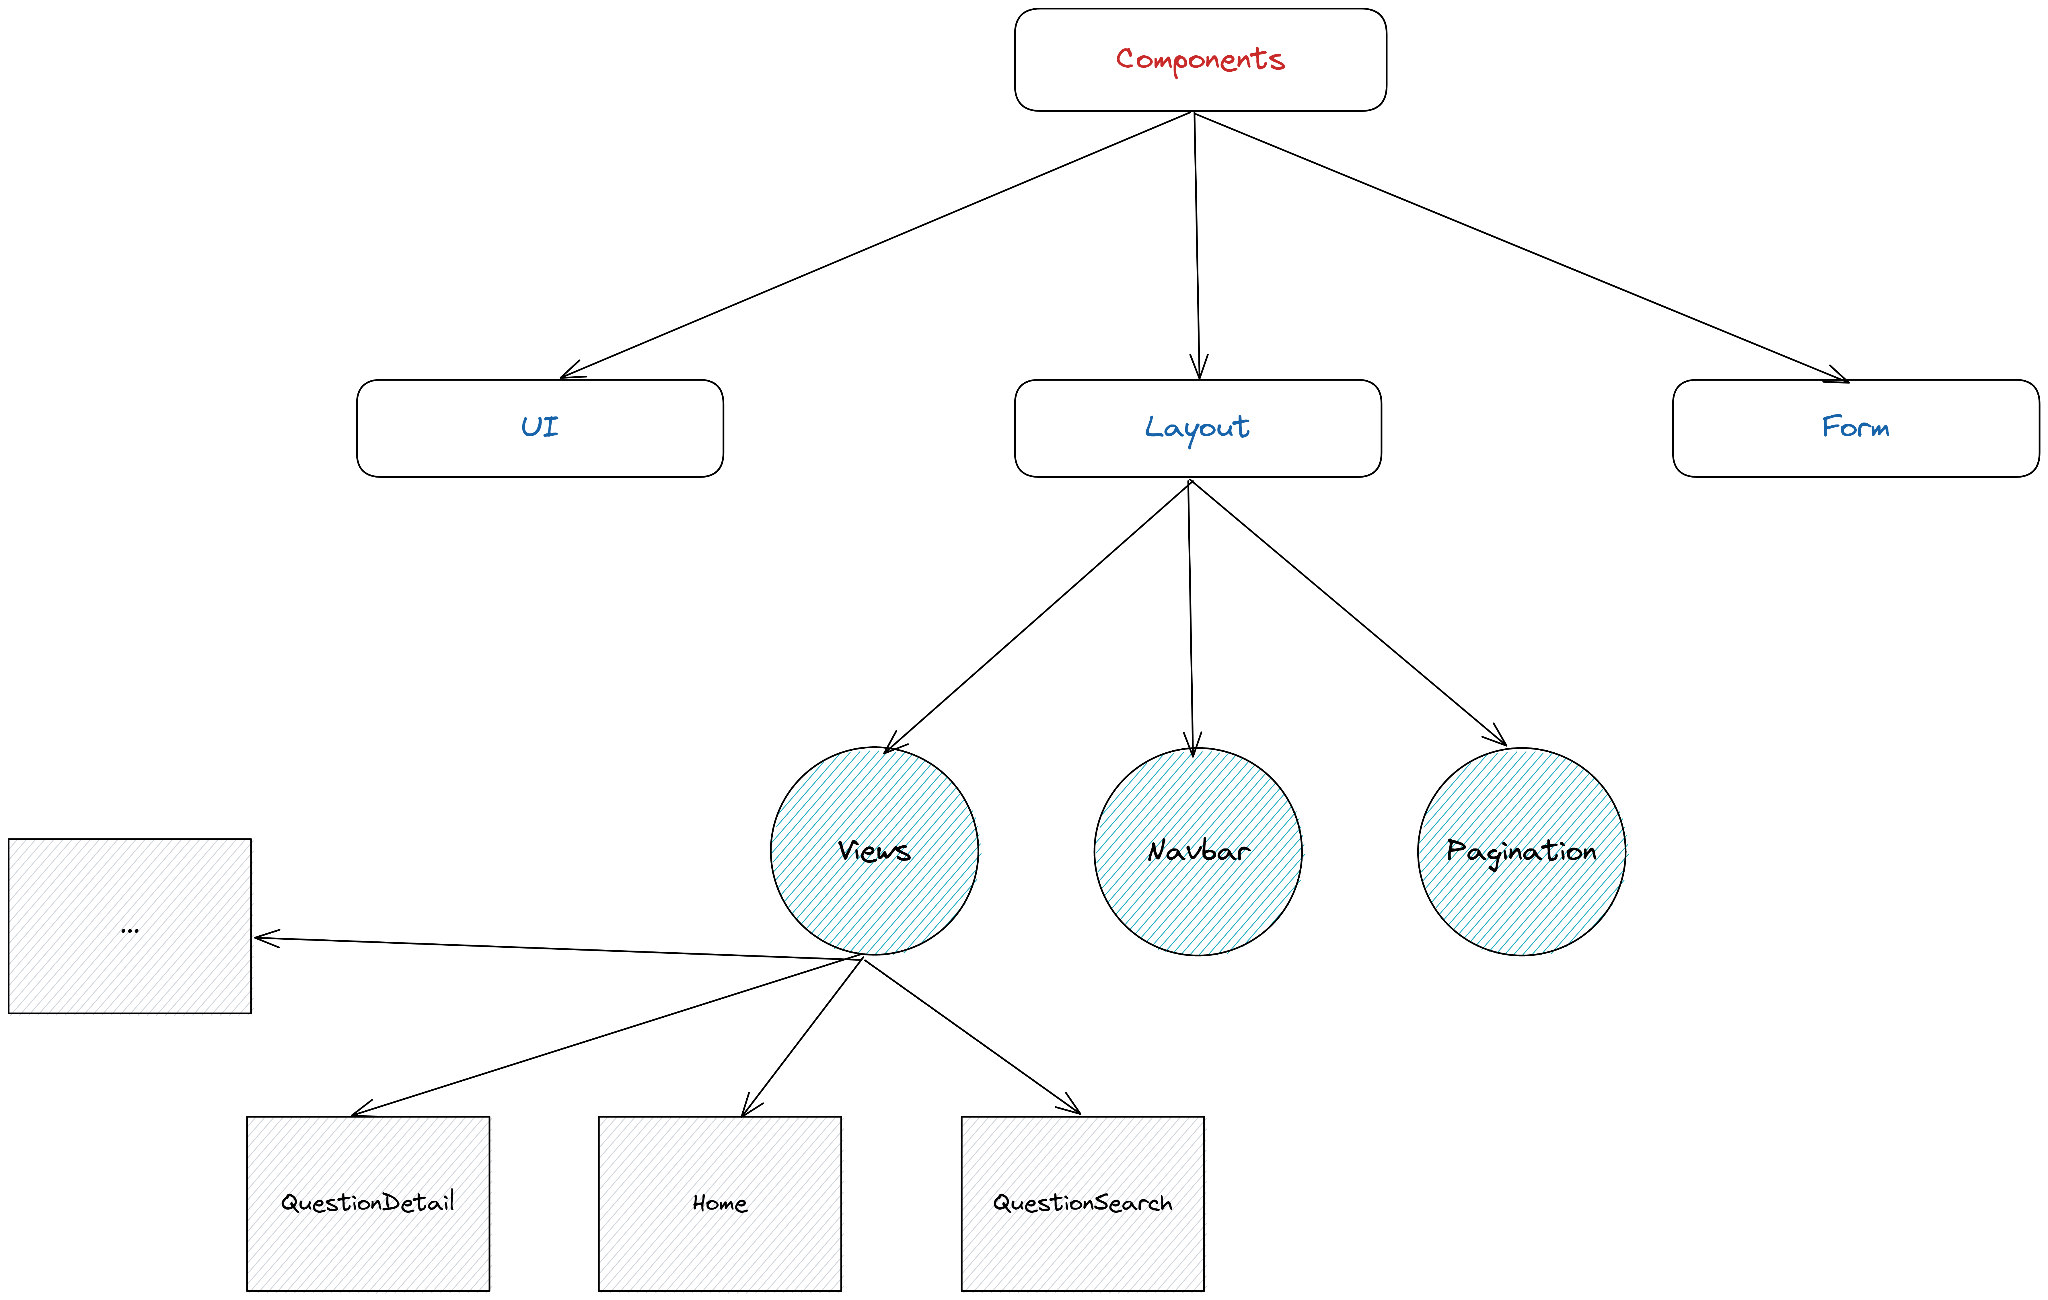 Components
UI
Layout
Form
Views
Navbar
Pagination
...
QuestionDetail
Home
QuestionSearch